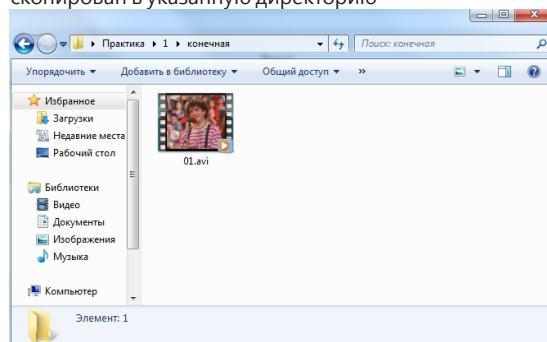 скопирован в указанную директорию
Практика 1 конечная
Поиск: конечная
Упорядочить Добавить в библиотеку Общий доступ »
Избранное
Загрузки
Недавние места
Рабочий стол
Библиотеки
Видео
Документы
Изображения
Музыка
Компьютер
01.avi
Элемент: 1